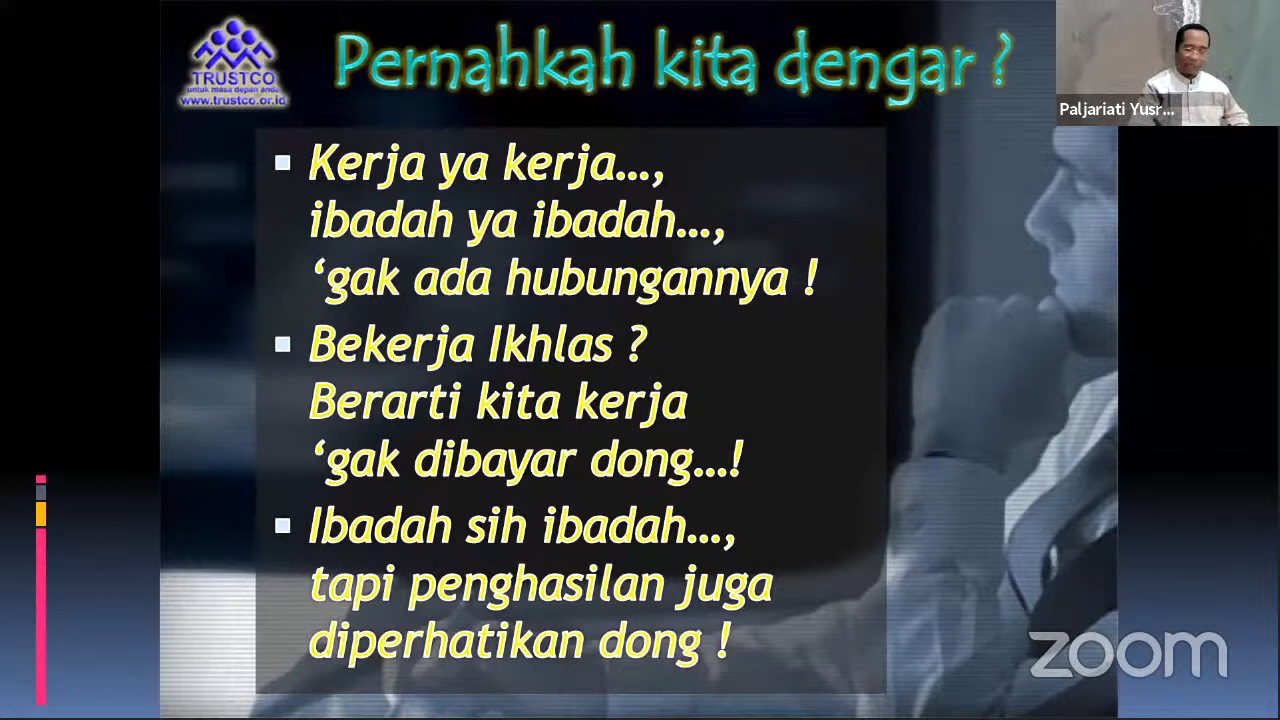 TRUSTCO
untuk masa depan anda
www.trustco.or.id
Pernahkah kita dengar ?
Paljariati Yusr...
Kerja ya kerja...,
ibadah ya ibadah...,
‘gak ada hubungannya !
Bekerja Ikhlas ?
Berarti kita kerja
‘gak dibayar dong...!
Ibadah sih ibadah...,
tapi penghasilan juga
diperhatikan dong !
zoom